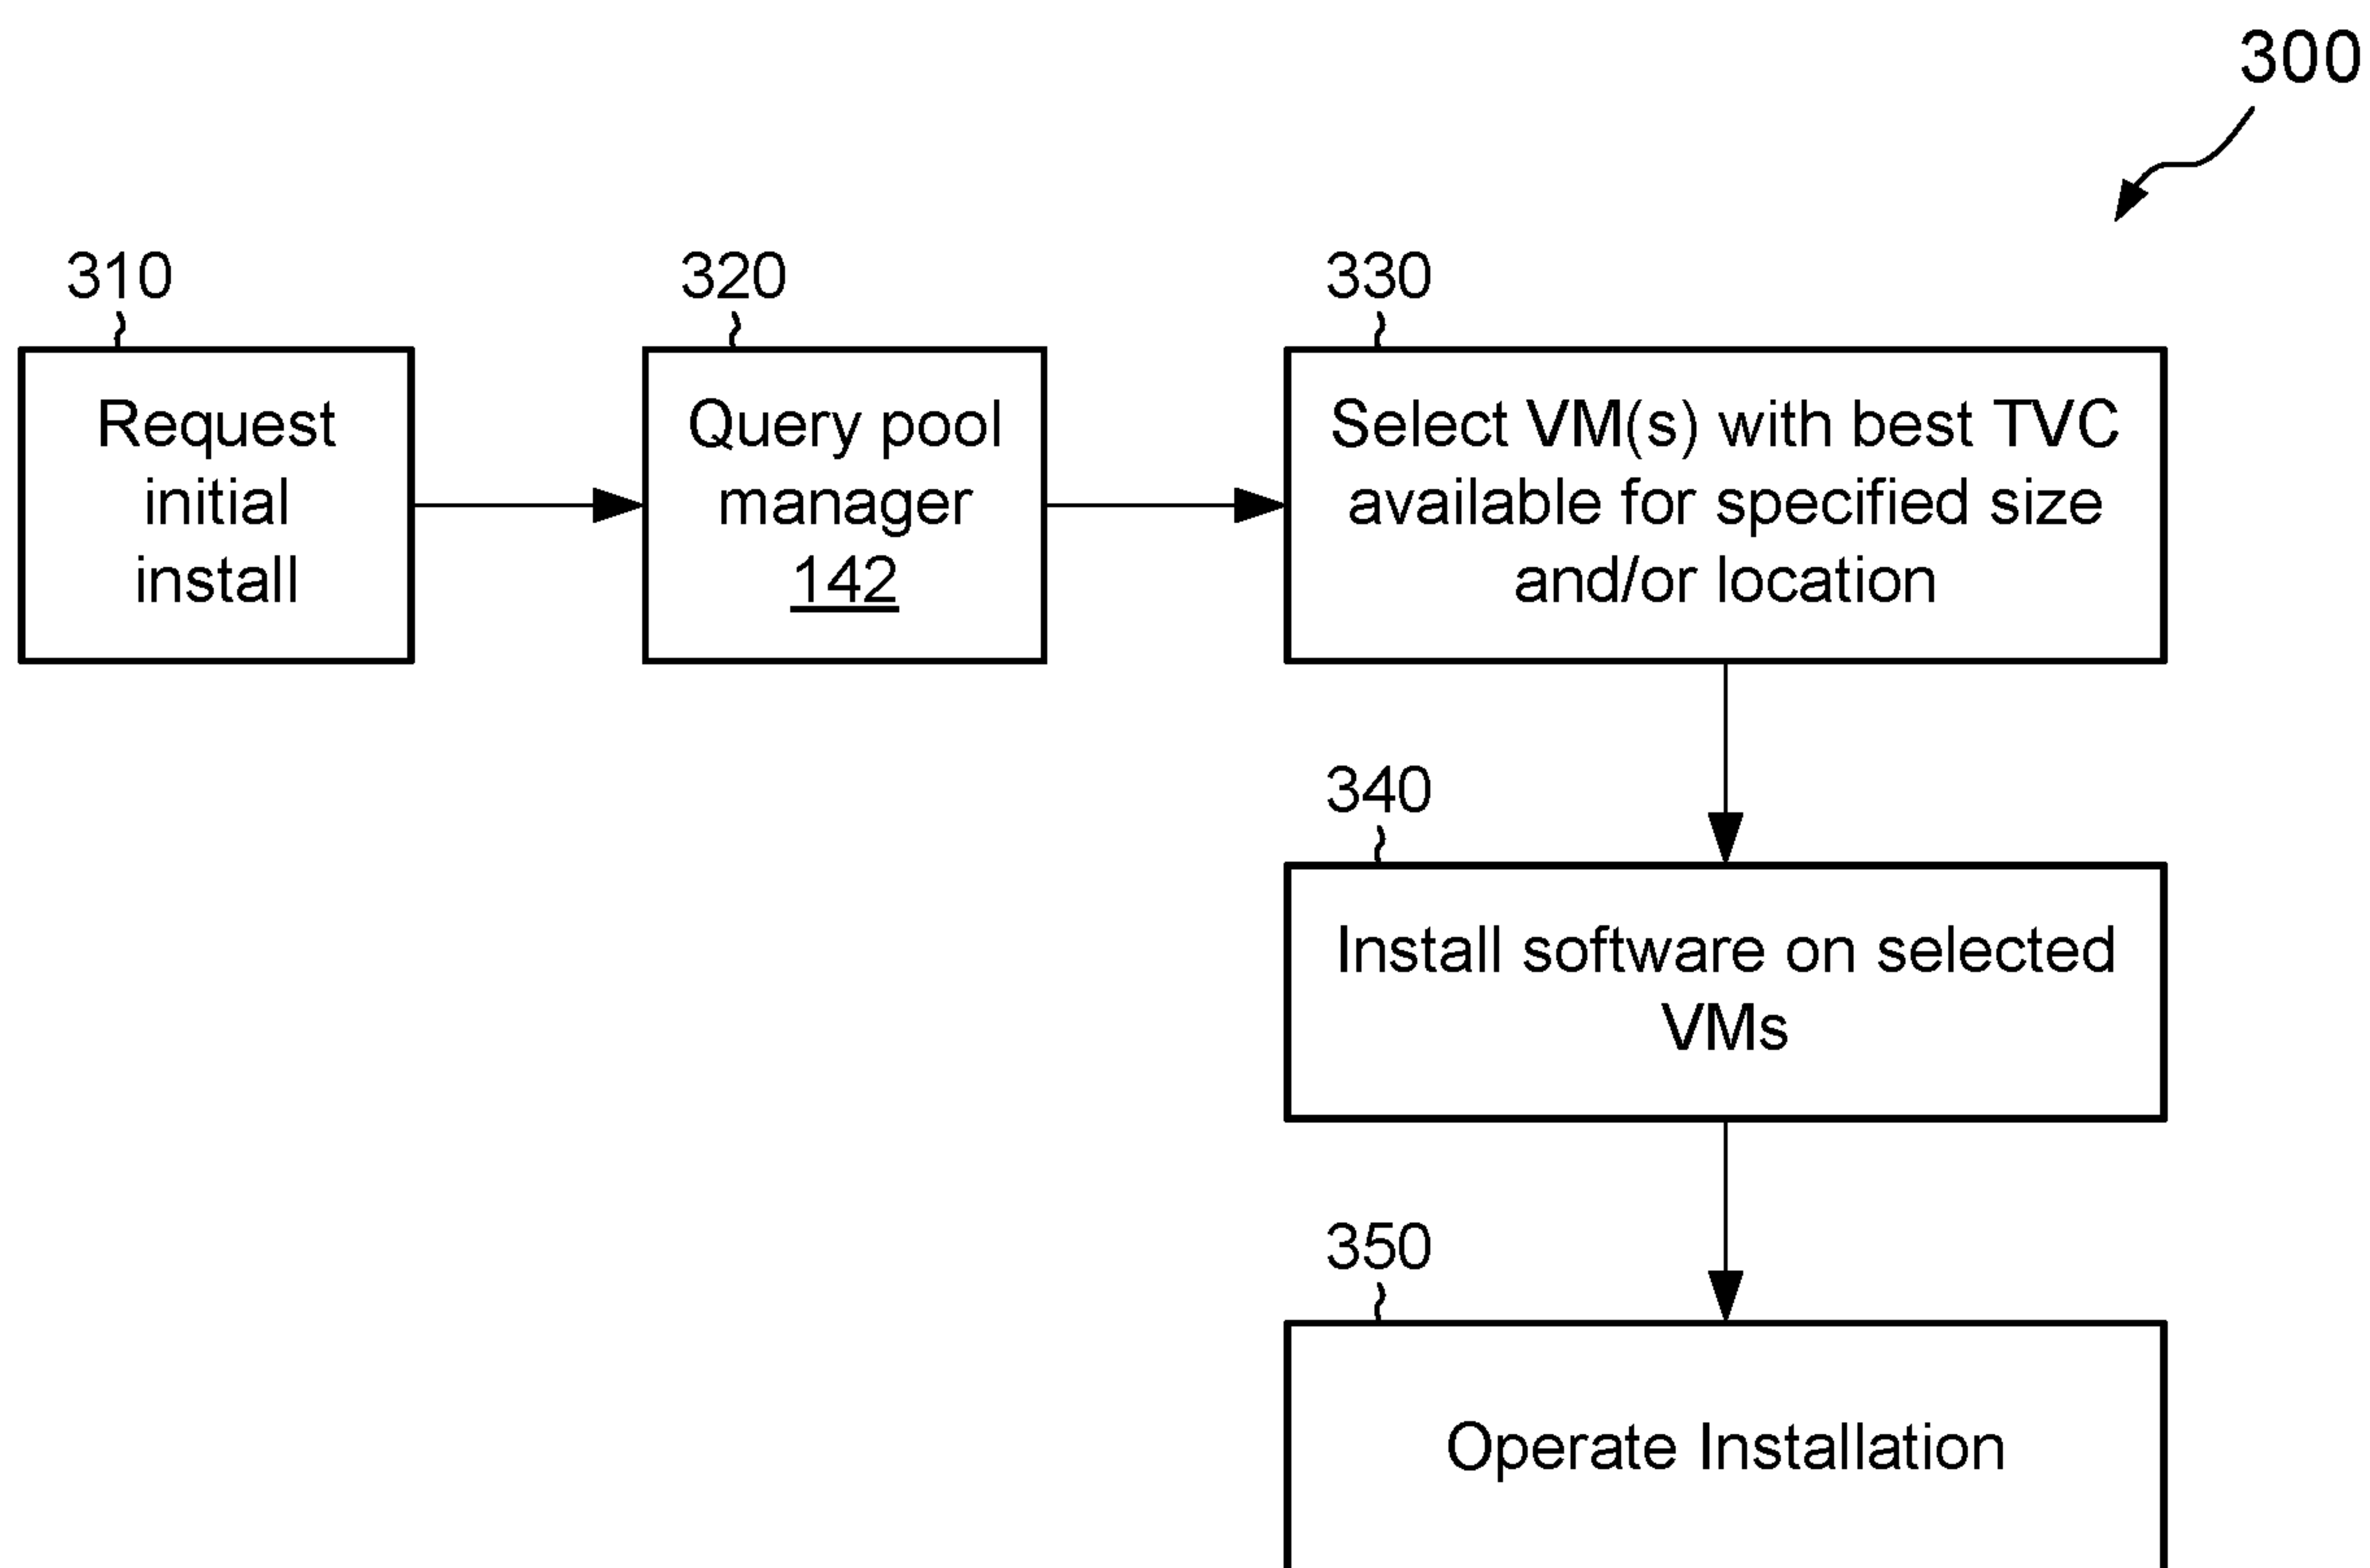 300
310
Request
initial
install
320
Query pool
manager
142
330
Select VM(s) with best TVC
available for specified size
and/or location
340
Install software on selected
VMs
350
Operate Installation